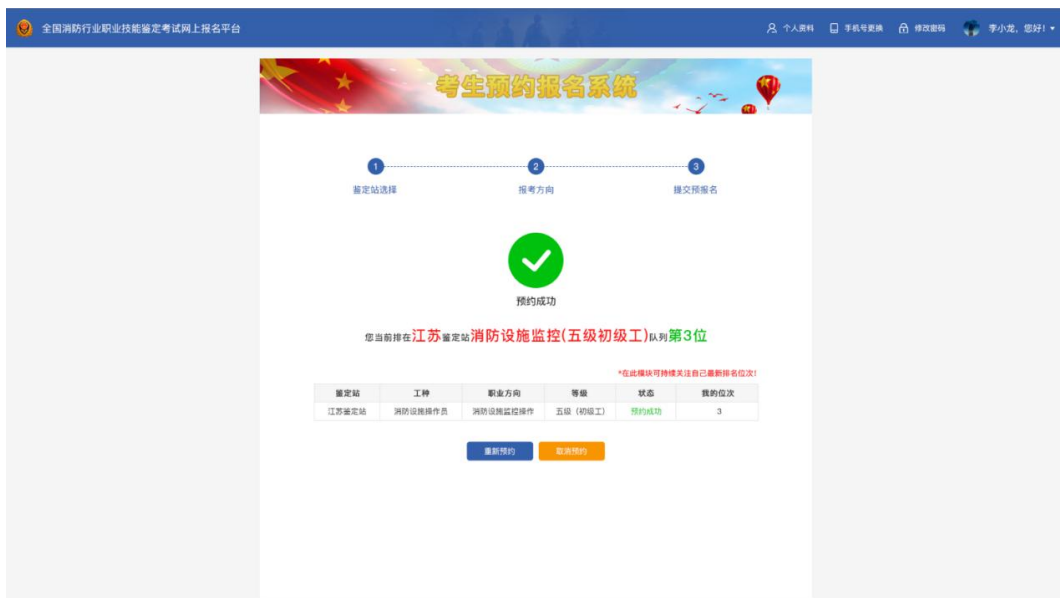 全国消防行业职业技能鉴定考试网上报名平台 个人资料 手机号更换 修改密码 李小龙，您好！
考生预约报名系统
1 2 3
鉴定站选择 报考方向 提交预报名
预约成功
您当前排在江苏鉴定站消防设施监控(五级初级工)队列第3位
*在此模块可持续关注自己最新排名位次!
鉴定站 工种 职业方向 等级 状态 我的位次
江苏鉴定站 消防设施操作员 消防设施监控操作 五级（初级工） 预约成功 3
重新预约 取消预约